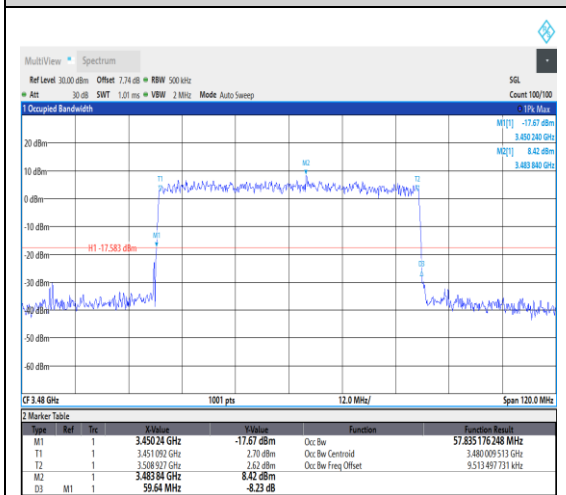 MultiView Spectrum
Ref Level 30.00 dBm Offset 7.74 dB RBW 500 kHz SGL
Att 30 dB SWT 1.01 ms VBW 2 MHz Mode Auto Sweep Count 100/100
1 Occupied Bandwidth 1Pk Max
M1[1] -17.67 dBm
3.450 240 GHz
M2[1] 8.42 dBm
3.483 840 GHz
20 dBm
10 dBm
M2
T1 T2
0 dBm
-10 dBm
M1
H1 -17.583 dBm
-20 dBm
D3
-30 dBm
-40 dBm
-50 dBm
-60 dBm
CF 3.48 GHz 1001 pts 12.0 MHz/ Span 120.0 MHz
2 Marker Table
Type Ref Trc X-Value Y-Value Function Function Result
M1 1 3.450 24 GHz -17.67 dBm Occ Bw 57.835 176 248 MHz
T1 1 3.451 092 GHz 2.70 dBm Occ Bw Centroid 3.480 009 513 GHz
T2 1 3.508 927 GHz 2.62 dBm Occ Bw Freq Offset 9.513 497 731 kHz
M2 1 3.483 84 GHz 8.42 dBm
D3 M1 1 59.64 MHz -8.23 dB